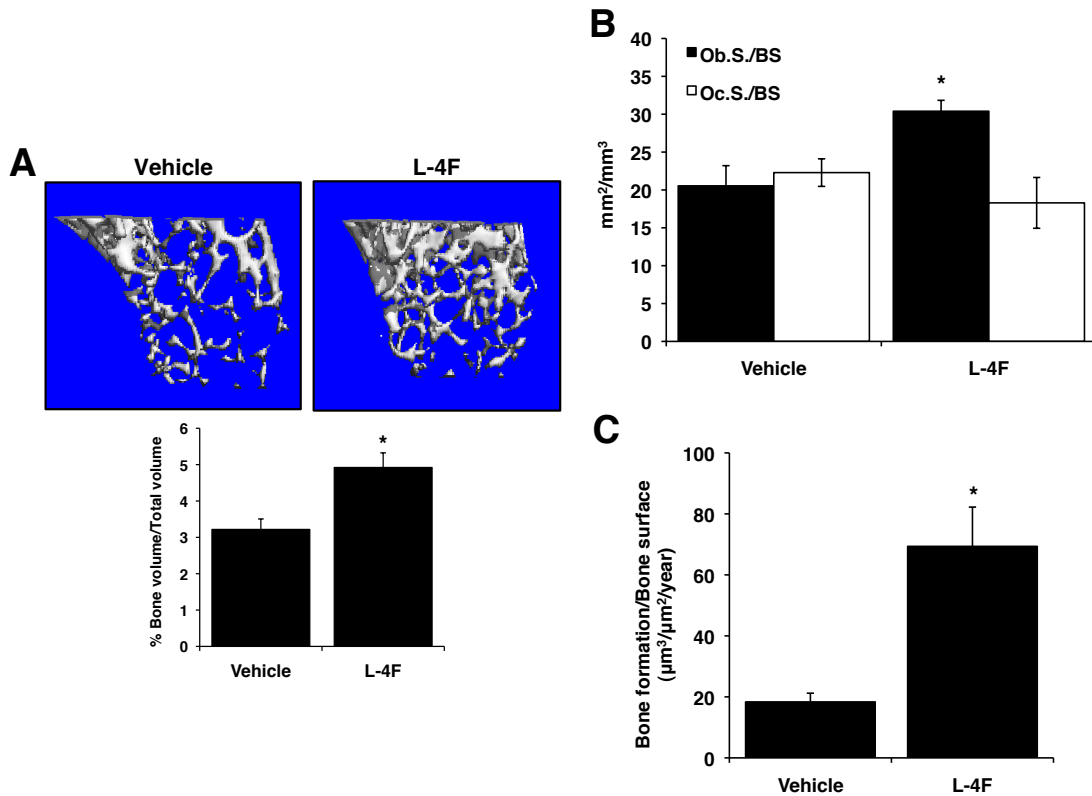 A
Vehicle
L-4F
% Bone volume/Total volume
6
5
4
3
2
1
0
*
Vehicle
L-4F
B
mm²/mm³
40
35
30
25
20
15
10
5
0
Ob.S./BS
Oc.S./BS
*
Vehicle
L-4F
C
Bone formation/Bone surface
(µm³/µm²/year)
100
80
60
40
20
0
*
Vehicle
L-4F